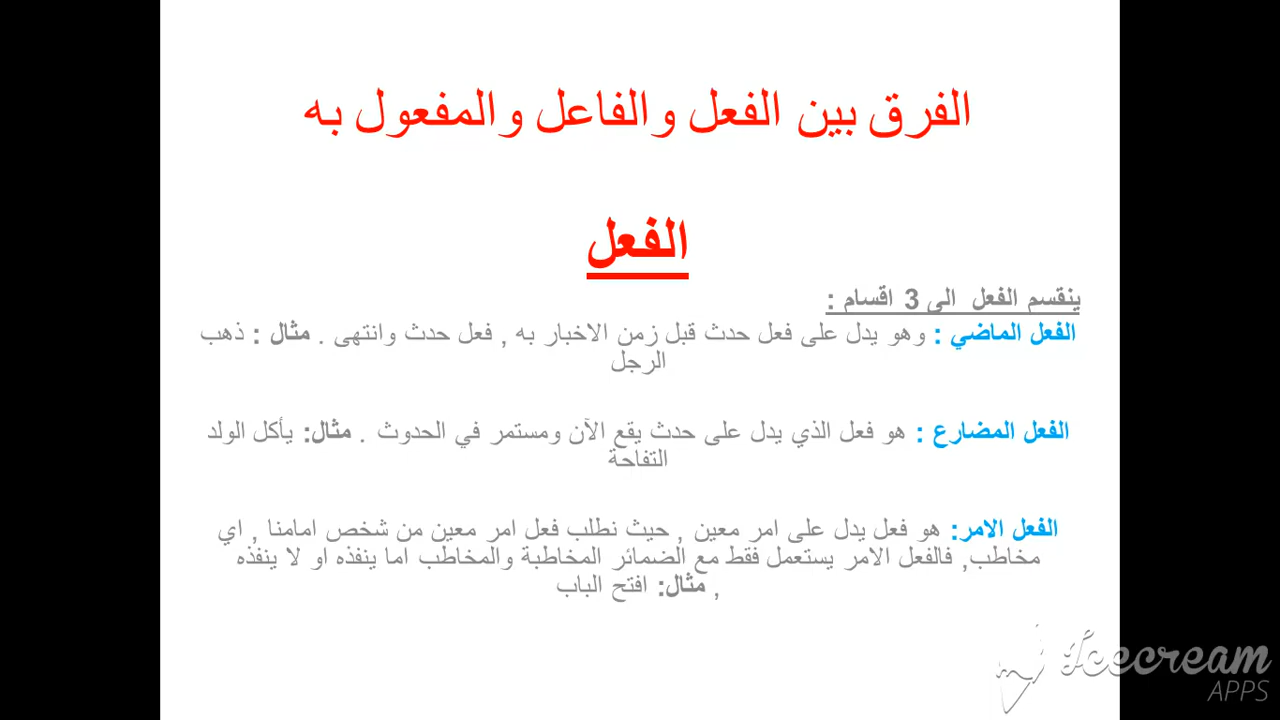 الفرق بين الفعل والفاعل والمفعول به
الفعل
ينقسم الفعل الى 3 اقسام :
الفعل الماضي : وهو يدل على فعل حدث قبل زمن الاخبار به , فعل حدث وانتهى . مثال : ذهب
الرجل
الفعل المضارع : هو فعل الذي يدل على حدث يقع الآن ومستمر في الحدوث . مثال: يأكل الولد
التفاحة
الفعل الامر: هو فعل يدل على امر معين , حيث نطلب فعل امر معين من شخص امامنا , اي
مخاطب, فالفعل الامر يستعمل فقط مع الضمائر المخاطبة والمخاطب اما ينفذه او لا ينفذه
, مثال: افتح الباب
Icecream
APPS